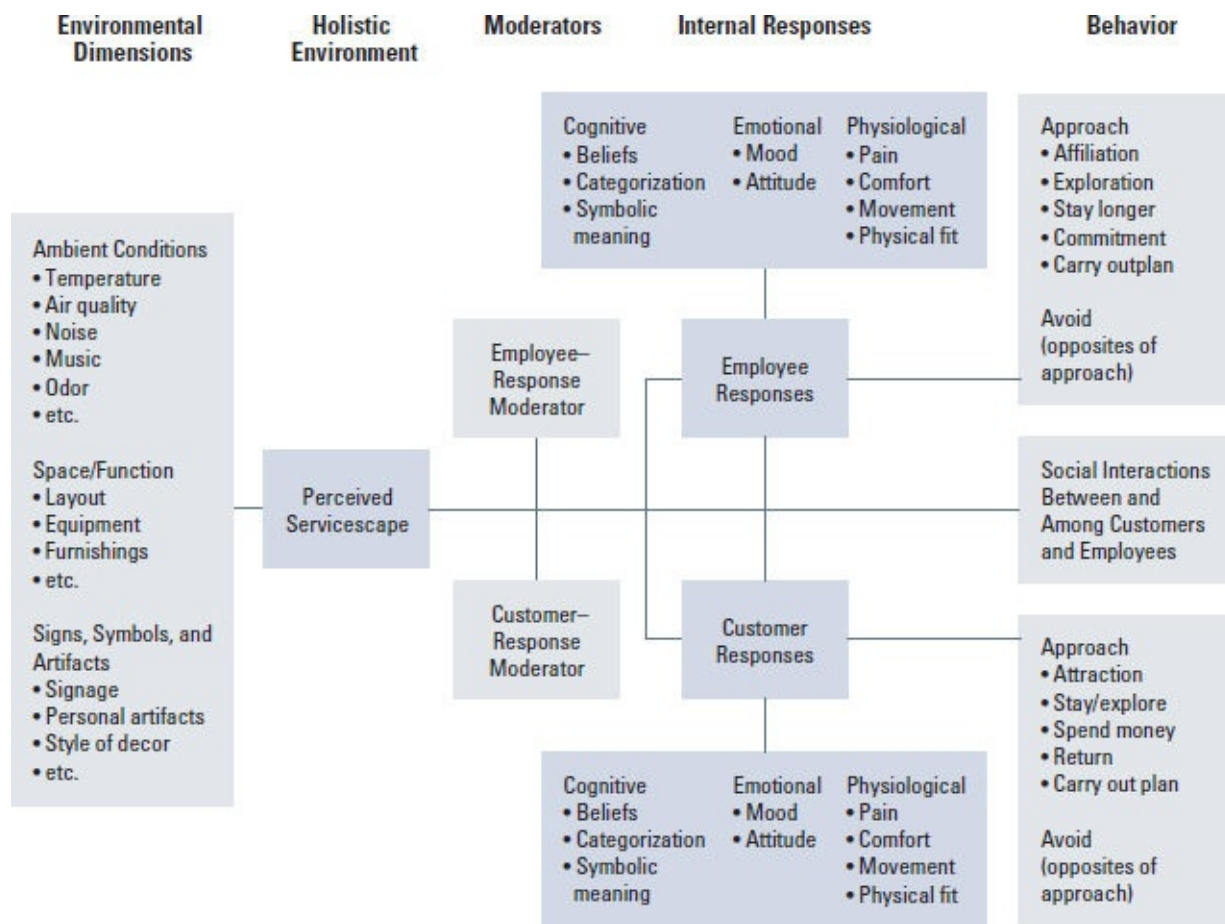 Environmental
Dimensions
Holistic
Environment
Moderators
Internal Responses
Behavior
Ambient Conditions
• Temperature
• Air quality
• Noise
• Music
• Odor
• etc.
Space/Function
• Layout
• Equipment
• Furnishings
• etc.
Signs, Symbols, and
Artifacts
• Signage
• Personal artifacts
• Style of decor
• etc.
Perceived
Servicescape
Employee–
Response
Moderator
Customer–
Response
Moderator
Cognitive
• Beliefs
• Categorization
• Symbolic
meaning
Emotional
• Mood
• Attitude
Physiological
• Pain
• Comfort
• Movement
• Physical fit
Employee
Responses
Customer
Responses
Cognitive
• Beliefs
• Categorization
• Symbolic
meaning
Emotional
• Mood
• Attitude
Physiological
• Pain
• Comfort
• Movement
• Physical fit
Approach
• Affiliation
• Exploration
• Stay longer
• Commitment
• Carry outplan
Avoid
(opposites of
approach)
Social Interactions
Between and
Among Customers
and Employees
Approach
• Attraction
• Stay/explore
• Spend money
• Return
• Carry out plan
Avoid
(opposites of
approach)